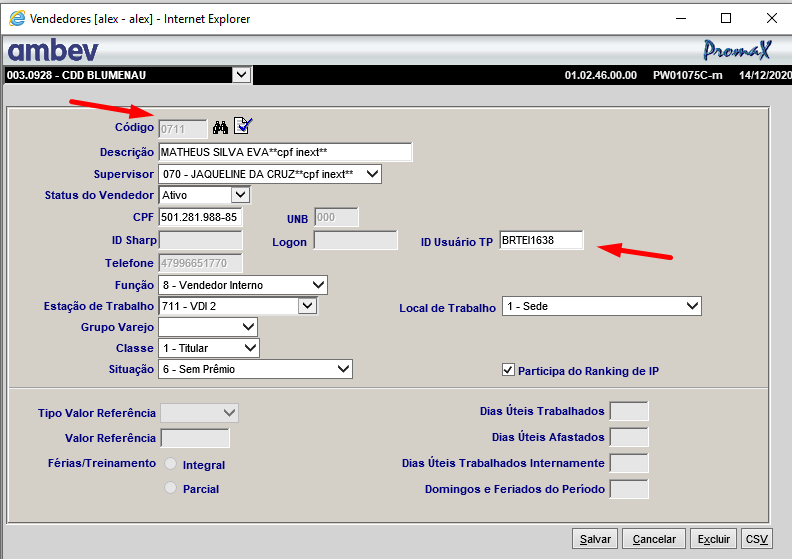 Vendedores [alex - alex] - Internet Explorer
ambev PromaX
003.0928 - CDD BLUMENAU 01.02.46.00.00 PW01075C-m 14/12/2020
Código 0711
Descrição MATHEUS SILVA EVA**cpf inext**
Supervisor 070 - JAQUELINE DA CRUZ**cpf inext**
Status do Vendedor Ativo
CPF 501.281.988-85 UNB 000
ID Sharp Logon ID Usuário TP BRTEI1638
Telefone 47996651770
Função 8 - Vendedor Interno
Estação de Trabalho 711 - VDI 2 Local de Trabalho 1 - Sede
Grupo Varejo
Classe 1 - Titular
Situação 6 - Sem Prêmio Participa do Ranking de IP
Tipo Valor Referência Dias Úteis Trabalhados
Valor Referência Dias Úteis Afastados
Férias/Treinamento Integral Dias Úteis Trabalhados Internamente
Parcial Domingos e Feriados do Período
Salvar Cancelar Excluir CSV